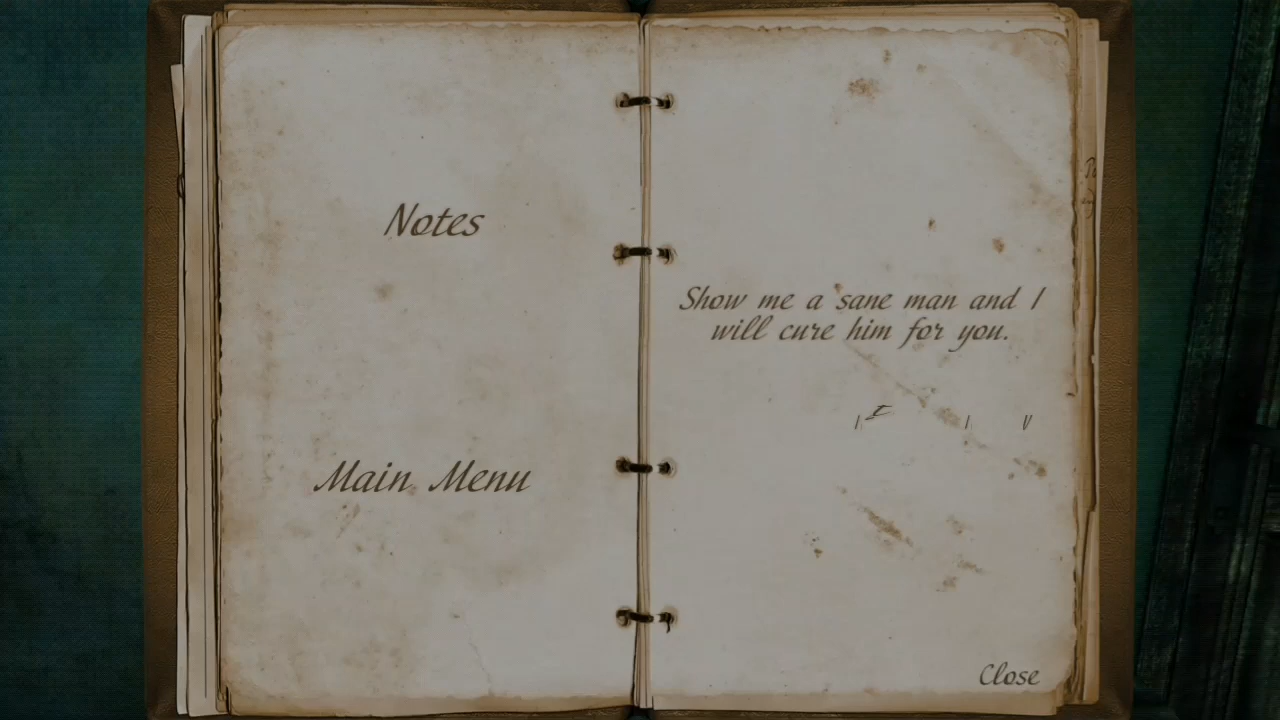 Notes
Main Menu
Show me a sane man and I
will cure him for you.
Close